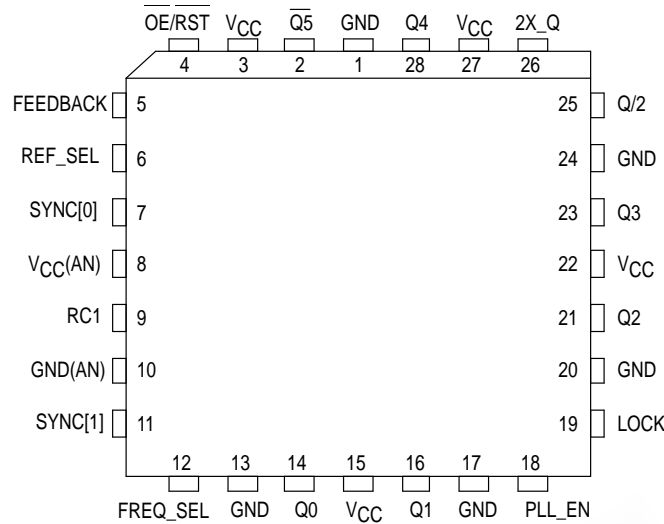 O̅E̅/R̅S̅T̅ VCC Q̅5̅ GND Q4 VCC 2X_Q
4 3 2 1 28 27 26
FEEDBACK 5 25 Q/2
REF_SEL 6 24 GND
SYNC[0] 7 23 Q3
VCC(AN) 8 22 VCC
RC1 9 21 Q2
GND(AN) 10 20 GND
SYNC[1] 11 19 LOCK
12 13 14 15 16 17 18
FREQ_SEL GND Q0 VCC Q1 GND PLL_EN